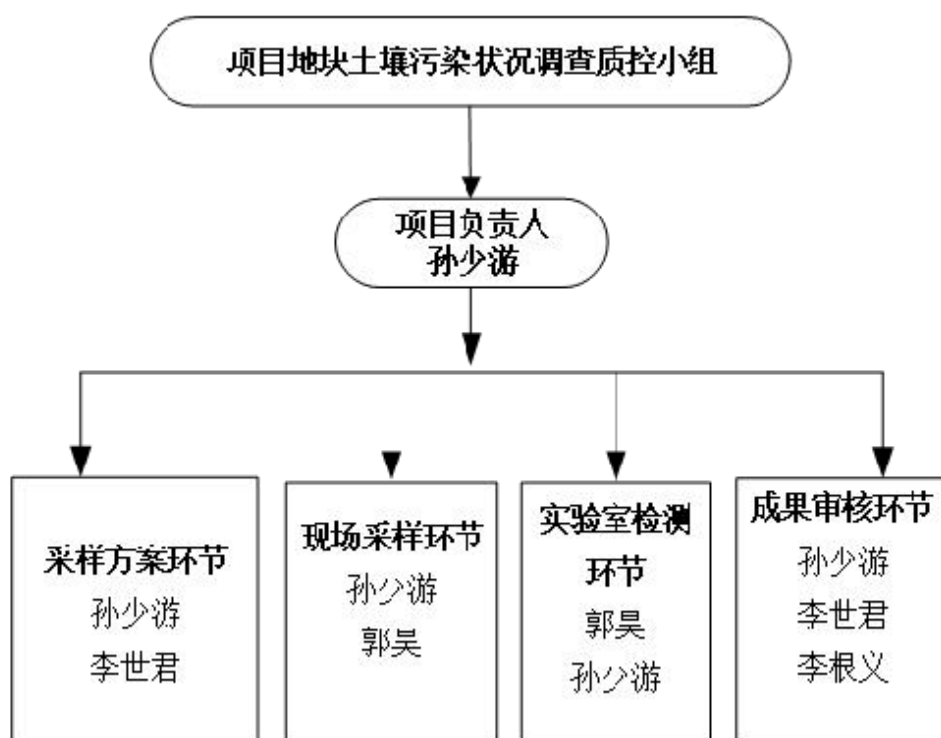 项目地块土壤污染状况调查质控小组
项目负责人
孙少游
采样方案环节
孙少游
李世君
现场采样环节
孙少游
郭昊
实验室检测
环节
郭昊
孙少游
成果审核环节
孙少游
李世君
李根义